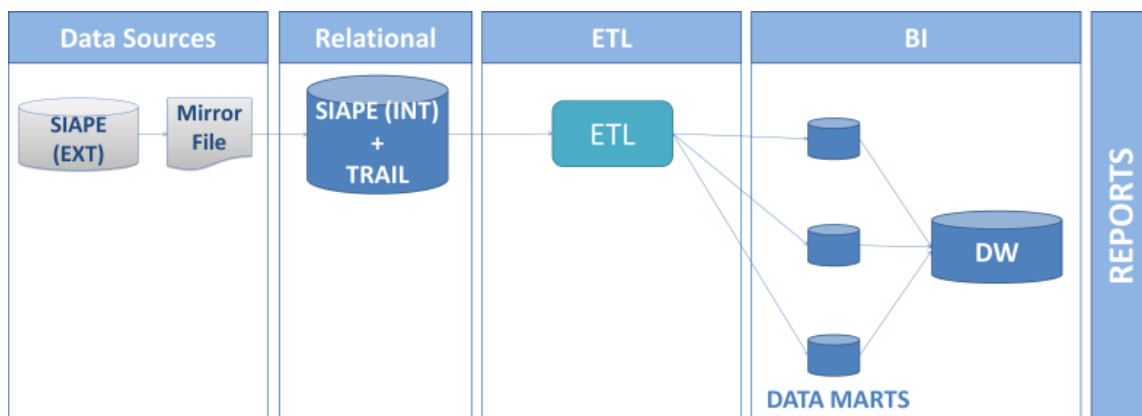 Data Sources
Relational
ETL
BI
REPORTS
SIAPE
(EXT)
Mirror
File
SIAPE (INT)
+
TRAIL
ETL
DW
DATA MARTS